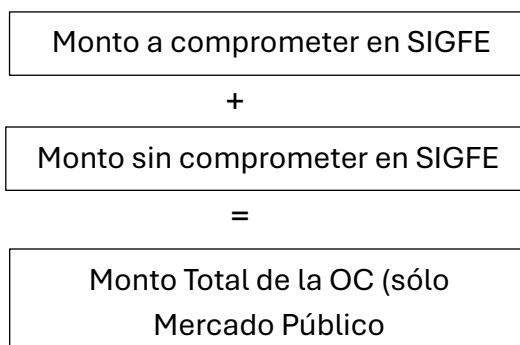 Monto a comprometer en SIGFE
+
Monto sin comprometer en SIGFE
=
Monto Total de la OC (sólo
Mercado Público